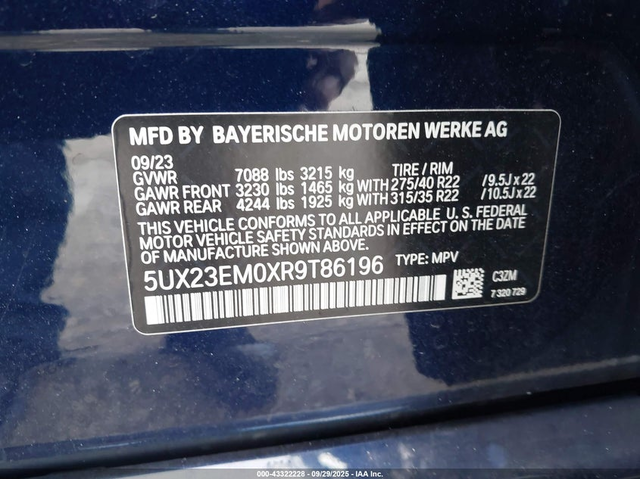 MFD BY BAYERISCHE MOTOREN WERKE AG
09/23 TIRE / RIM
GVWR 7088 lbs 3215 kg
GAWR FRONT 3230 lbs 1465 kg WITH 275/40 R22 /9.5J x 22
GAWR REAR 4244 lbs 1925 kg WITH 315/35 R22 /10.5J x 22
THIS VEHICLE CONFORMS TO ALL APPLICABLE U. S. FEDERAL
MOTOR VEHICLE SAFETY STANDARDS IN EFFECT ON THE DATE
OF MANUFACTURE SHOWN ABOVE.
5UX23EM0XR9T86196 TYPE: MPV
C3ZM
7 320 729
000-43322228 - 09/29/2025 - IAA Inc.